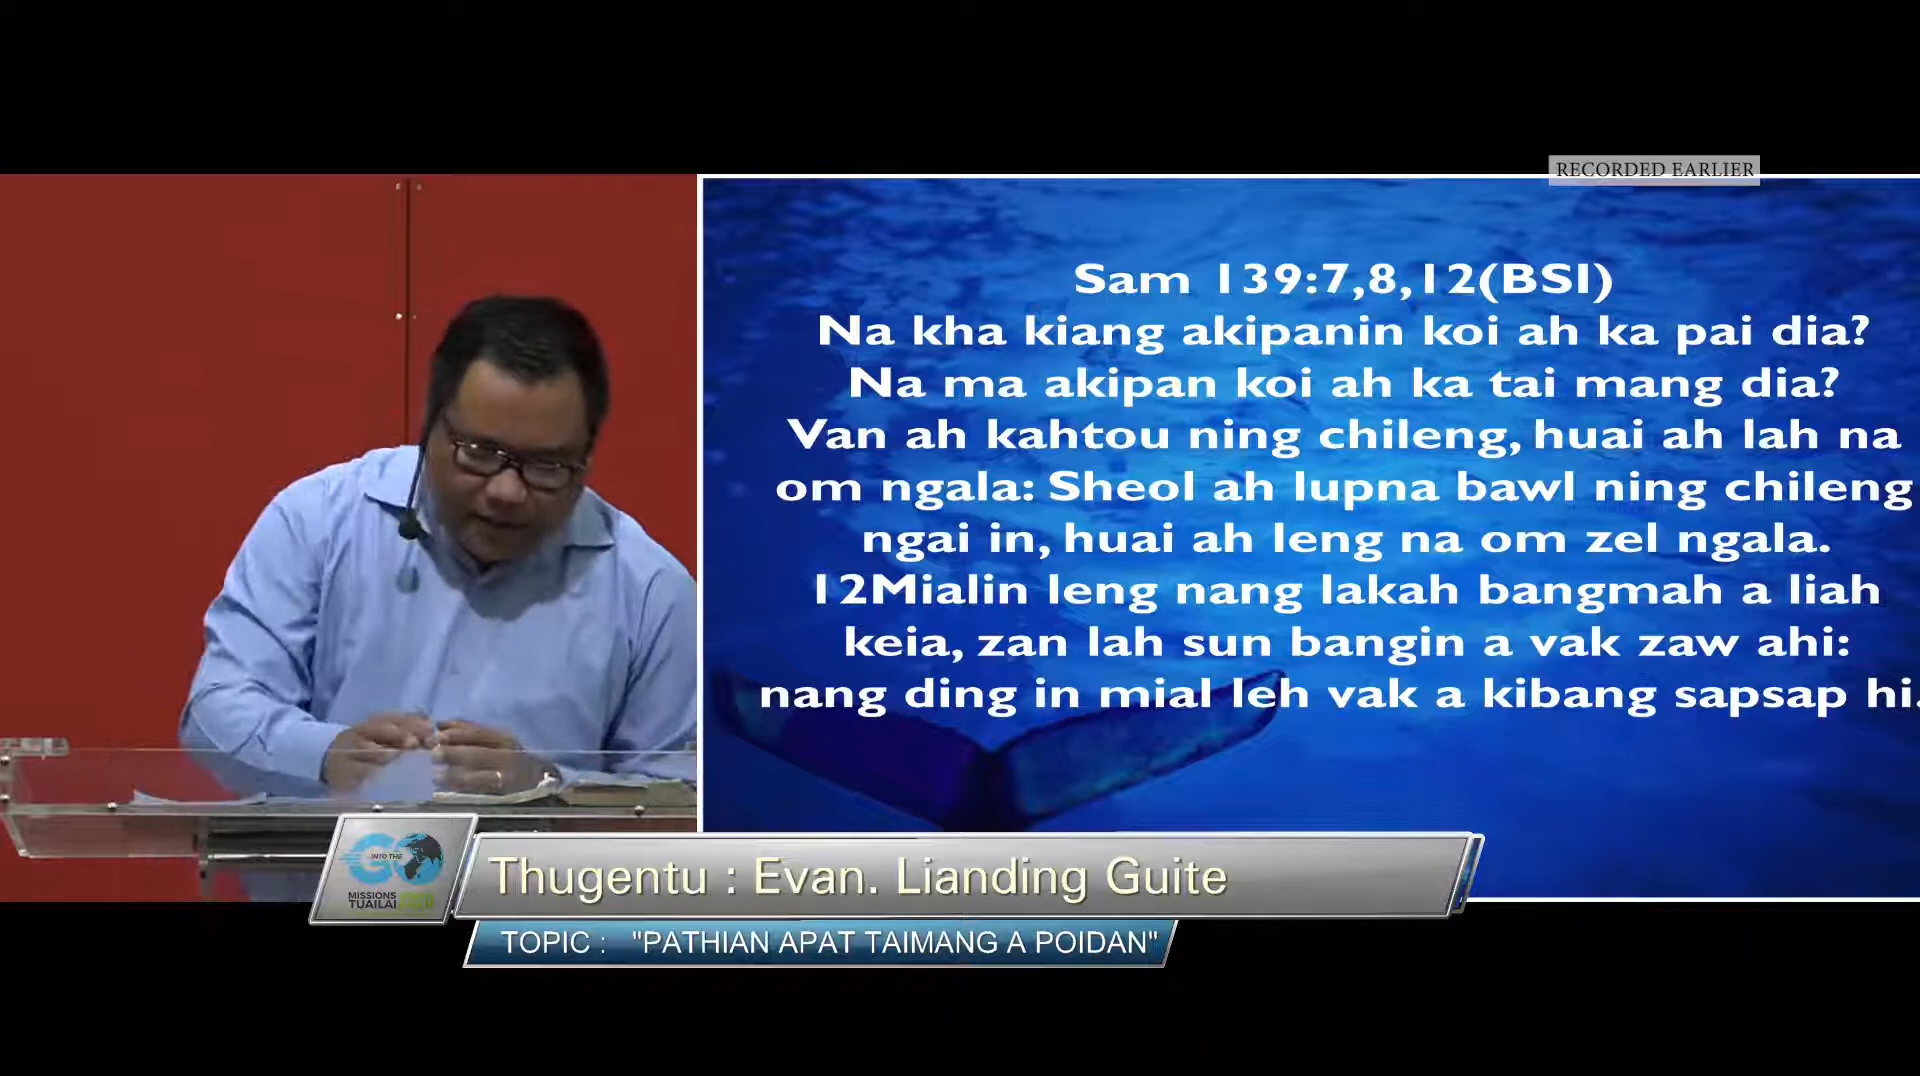 RECORDED EARLIER
Sam 139:7,8,12(BSI)
Na kha kiang akipanin koi ah ka pai dia?
Na ma akipan koi ah ka tai mang dia?
Van ah kahtou ning chileng, huai ah lah na
om ngala: Sheol ah lupna bawl ning chileng
ngai in, huai ah leng na om zel ngala.
12Mialin leng nang lakah bangmah a liah
keia, zan lah sun bangin a vak zaw ahi:
nang ding in mial leh vak a kibang sapsap hi.
INTO THE
GO
MISSIONS
TUAILAI
Thugentu : Evan. Lianding Guite
TOPIC : "PATHIAN APAT TAIMANG A POIDAN"